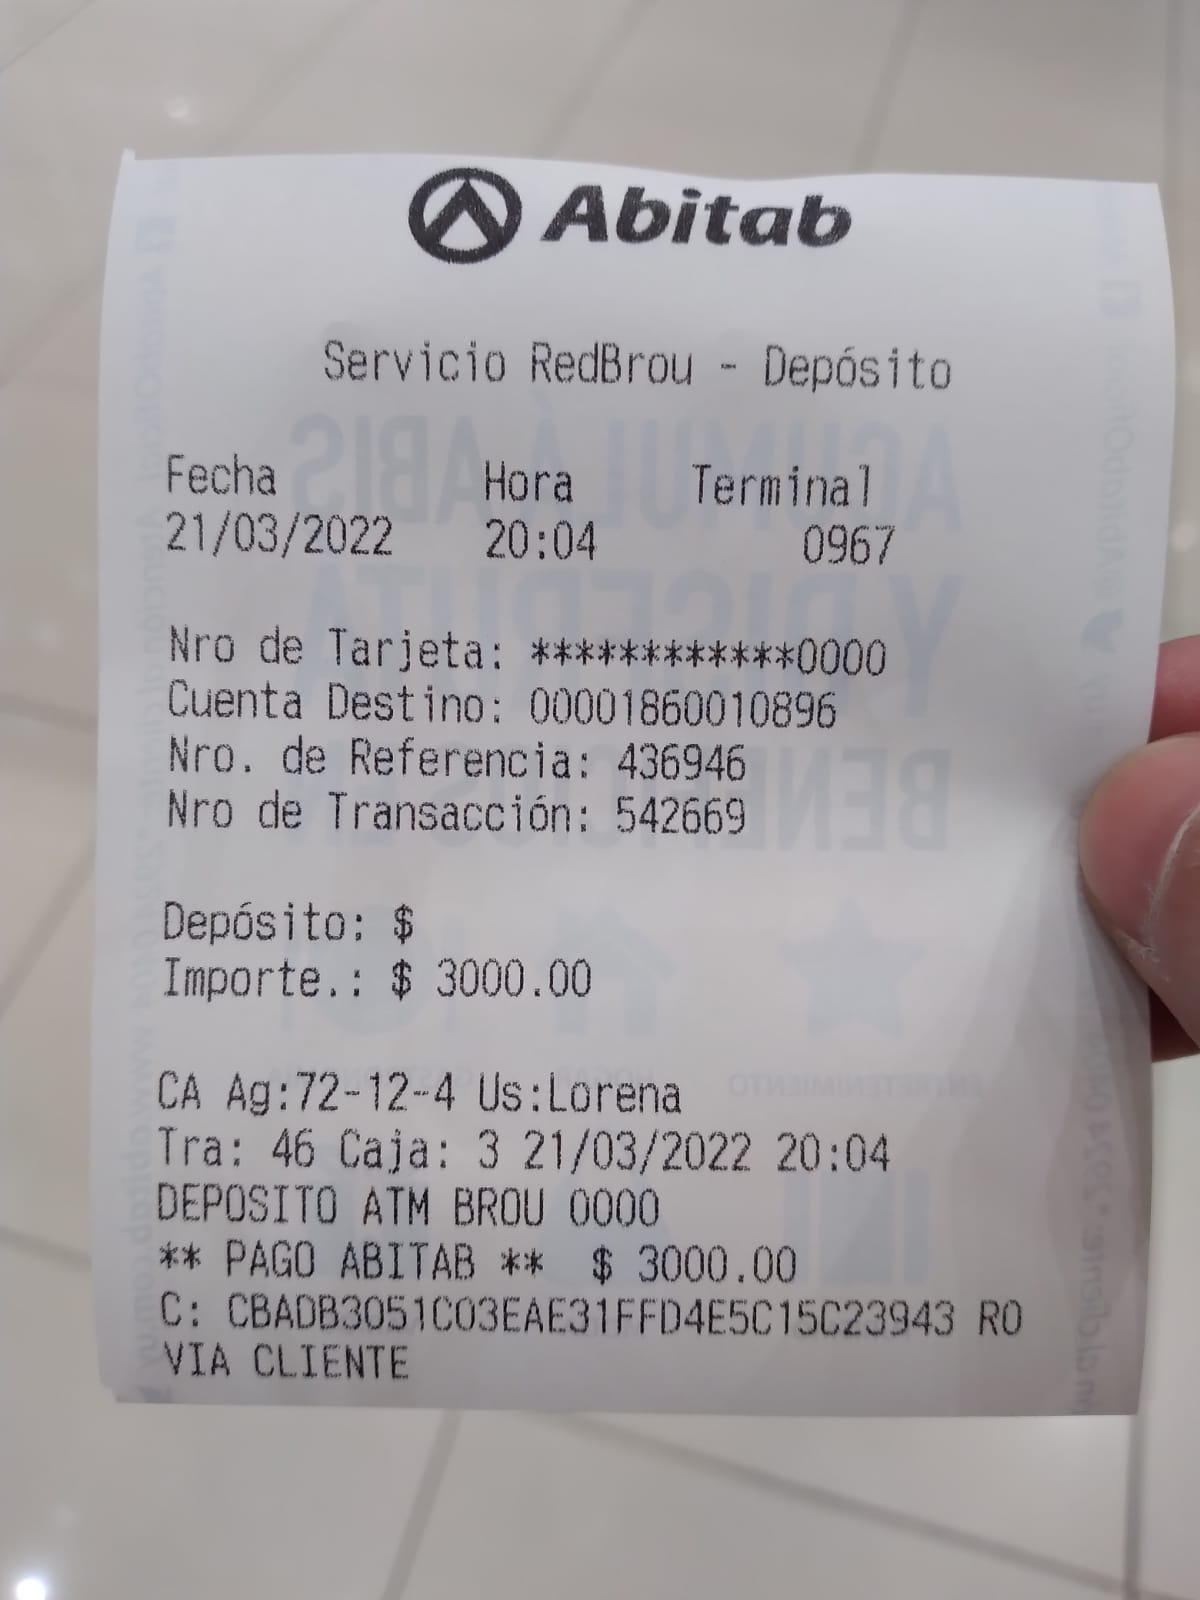 Abitab
Servicio RedBrou - Depósito
Fecha Hora Terminal
21/03/2022 20:04 0967
Nro de Tarjeta: ************0000
Cuenta Destino: 00001860010896
Nro. de Referencia: 436946
Nro de Transacción: 542669
Depósito: $
Importe.: $ 3000.00
CA Ag:72-12-4 Us:Lorena
Tra: 46 Caja: 3 21/03/2022 20:04
DEPOSITO ATM BROU 0000
** PAGO ABITAB ** $ 3000.00
C: CBADB3051C03EAE31FFD4E5C15C23943 RO
VIA CLIENTE